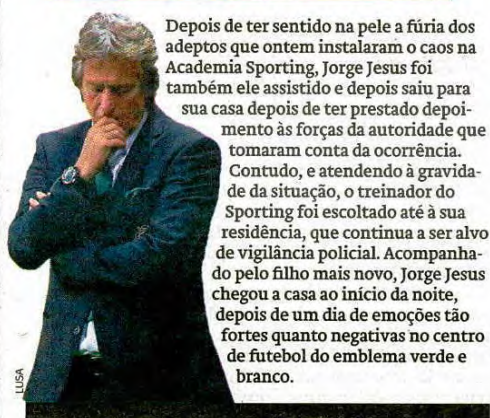 Depois de ter sentido na pele a fúria dos
adeptos que ontem instalaram o caos na
Academia Sporting, Jorge Jesus foi
também ele assistido e depois saiu para
sua casa depois de ter prestado depoi-
mento às forças da autoridade que
tomaram conta da ocorrência.
Contudo, e atendendo à gravida-
de da situação, o treinador do
Sporting foi escoltado até à sua
residência, que continua a ser alvo
de vigilância policial. Acompanha-
do pelo filho mais novo, Jorge Jesus
chegou a casa ao início da noite,
depois de um dia de emoções tão
fortes quanto negativas no centro
de futebol do emblema verde e
branco.
LUSA